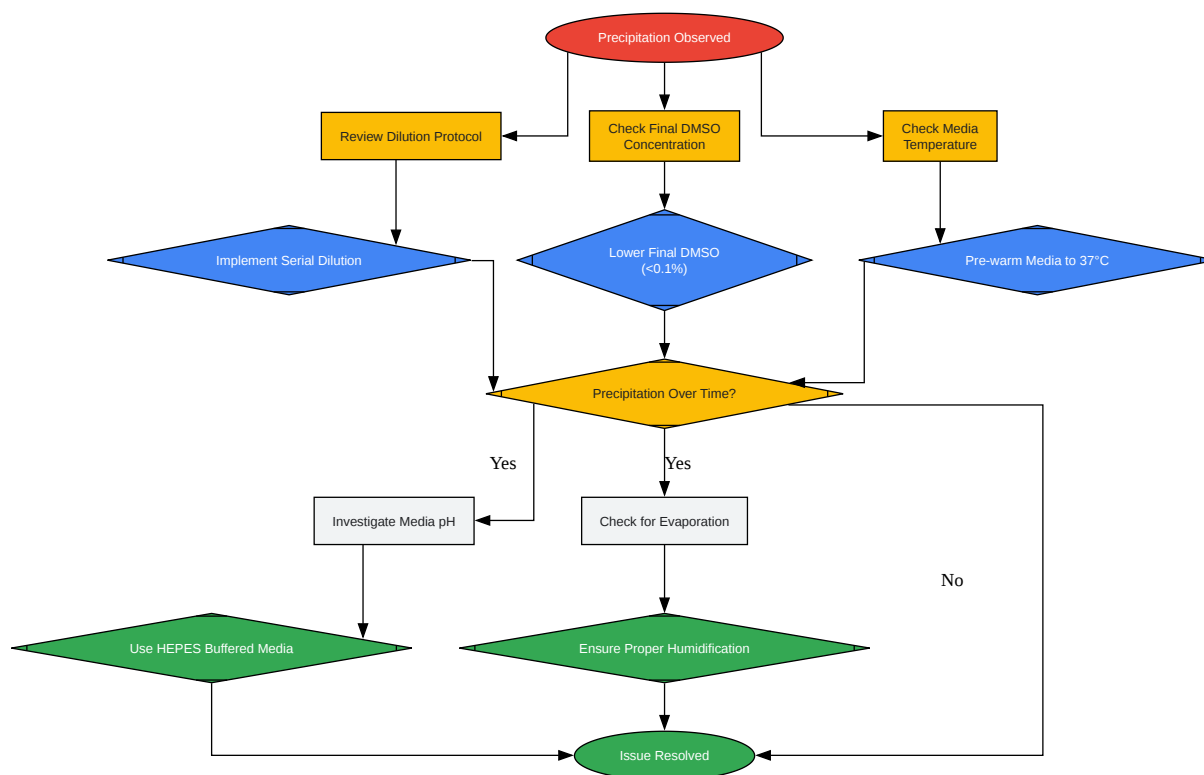 Precipitation Observed
Review Dilution Protocol
Check Final DMSO
Concentration
Check Media
Temperature
Implement Serial Dilution
Lower Final DMSO
(<0.1%)
Pre-warm Media to 37°C
Precipitation Over Time?
Yes
Yes
Investigate Media pH
Check for Evaporation
No
Use HEPES Buffered Media
Ensure Proper Humidification
Issue Resolved